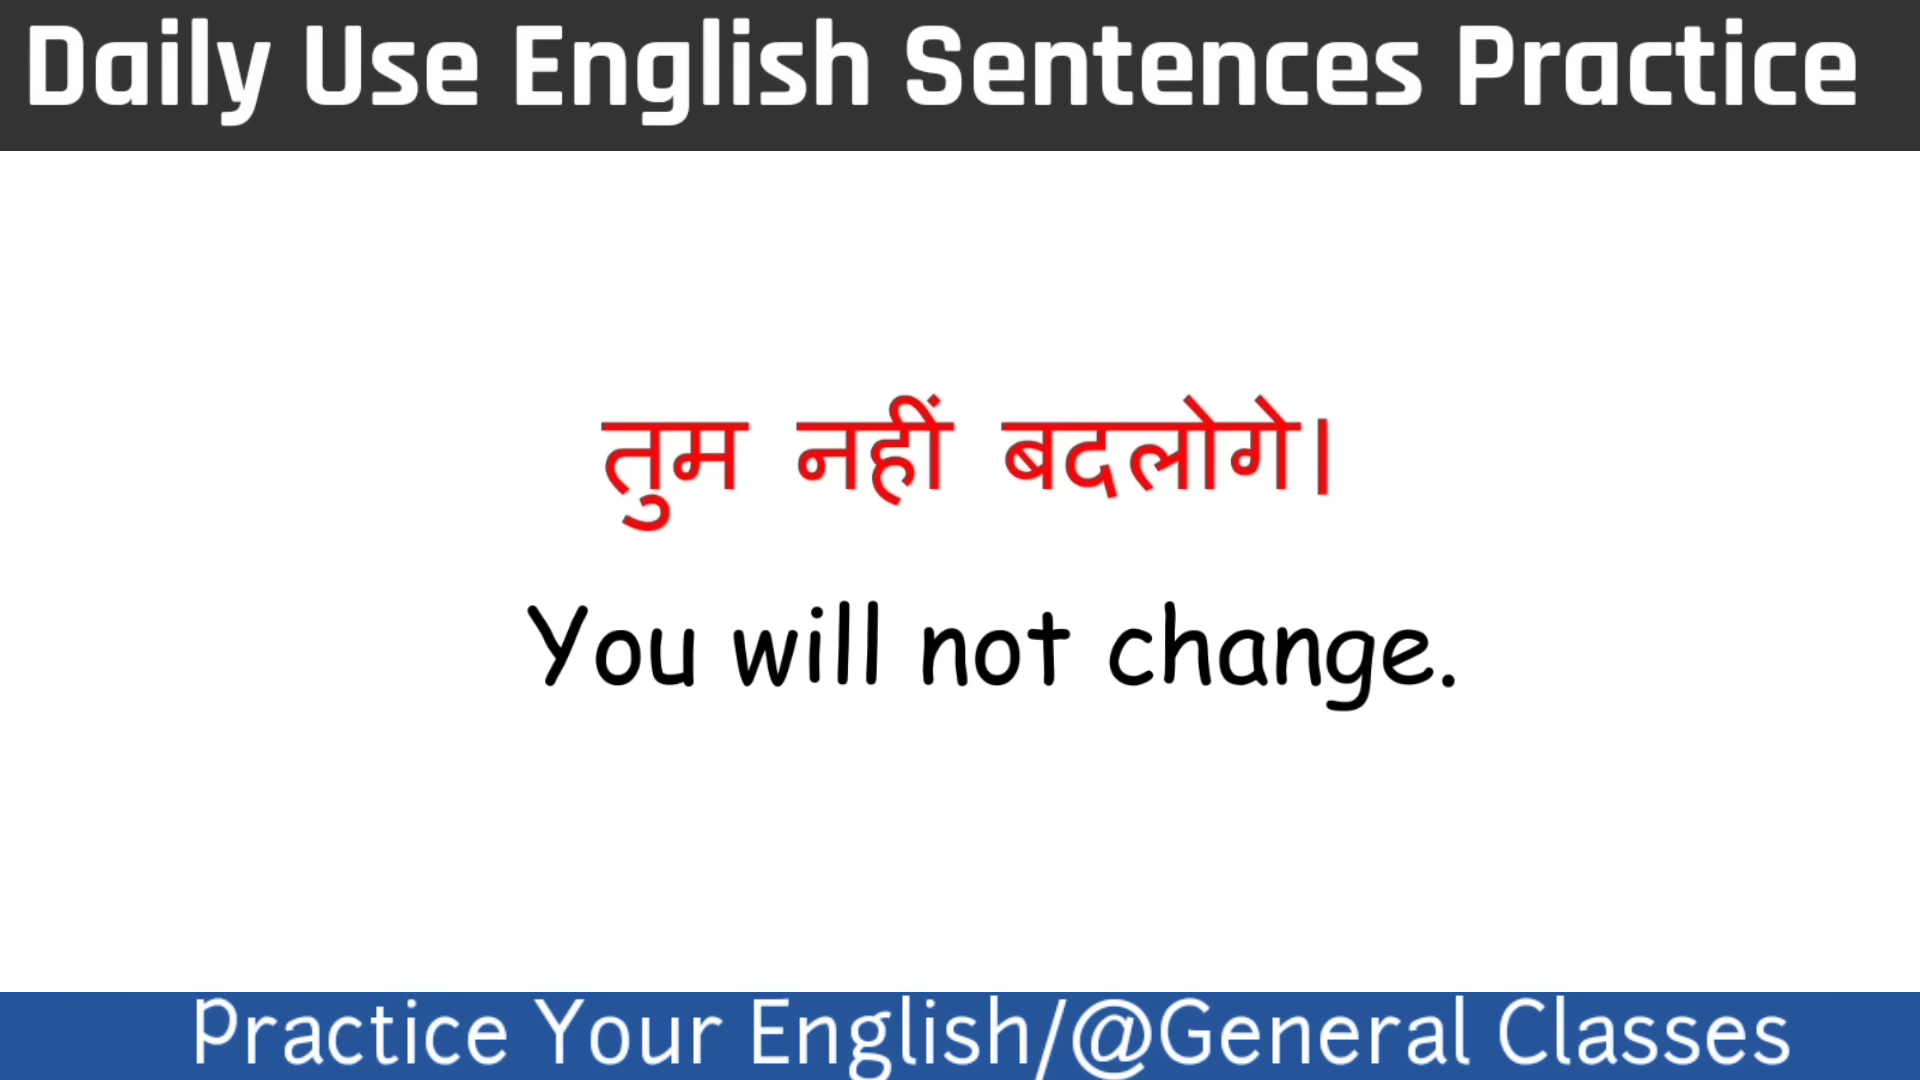 Daily Use English Sentences Practice
तुम नहीं बदलोगे।
You will not change.
Practice Your English/@General Classes